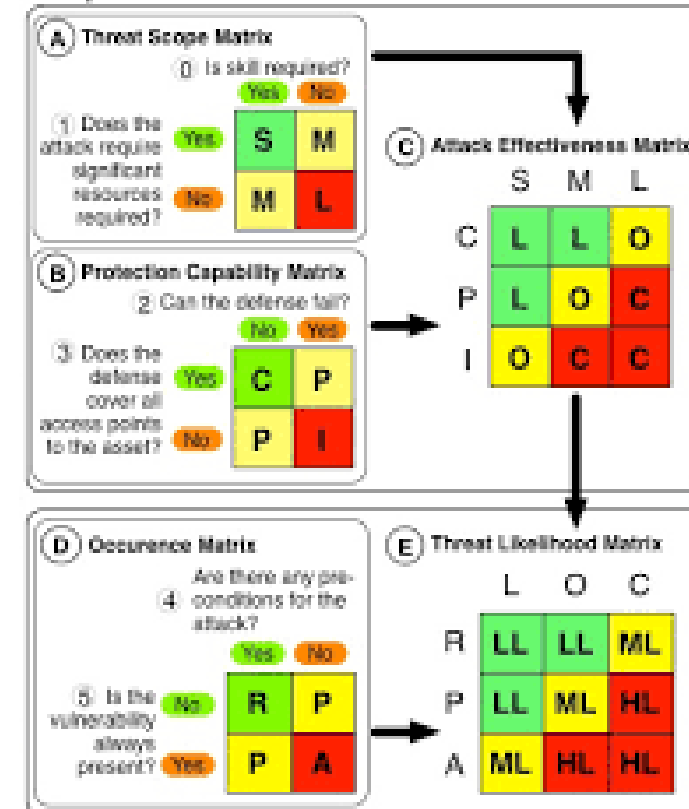 A Threat Scope Matrix
0 Is skill required?
Yes No
1 Does the
attack require
significant
resources
required?
Yes S M
No M L
B Protection Capability Matrix
2 Can the defense fail?
No Yes
3 Does the
defense
cover all
access points
to the asset?
Yes C P
No P I
C Attack Effectiveness Matrix
S M L
C L L O
P L O C
I O C C
D Occurence Matrix
Are there any pre-
4 conditions for the
attack?
Yes No
5 Is the
vulnerability
always
present?
No R P
Yes P A
E Threat Likelihood Matrix
L O C
R LL LL ML
P LL ML HL
A ML HL HL